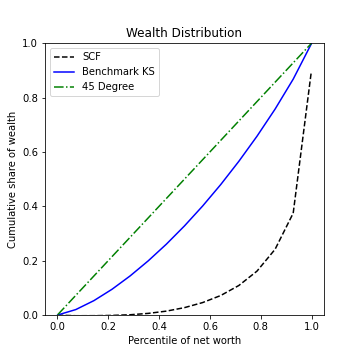 Wealth Distribution
SCF
Benchmark KS
45 Degree
Cumulative share of wealth
1.0
0.8
0.6
0.4
0.2
0.0
0.0 0.2 0.4 0.6 0.8 1.0
Percentile of net worth